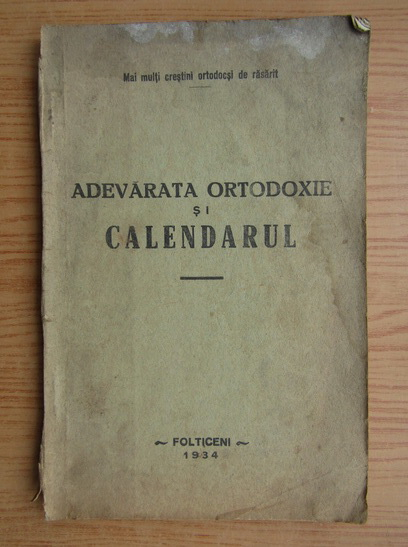 Mai mulți creștini ortodocși de răsărit
ADEVĂRATA ORTODOXIE
ȘI
CALENDARUL
~ FOLTICENI ~
1934